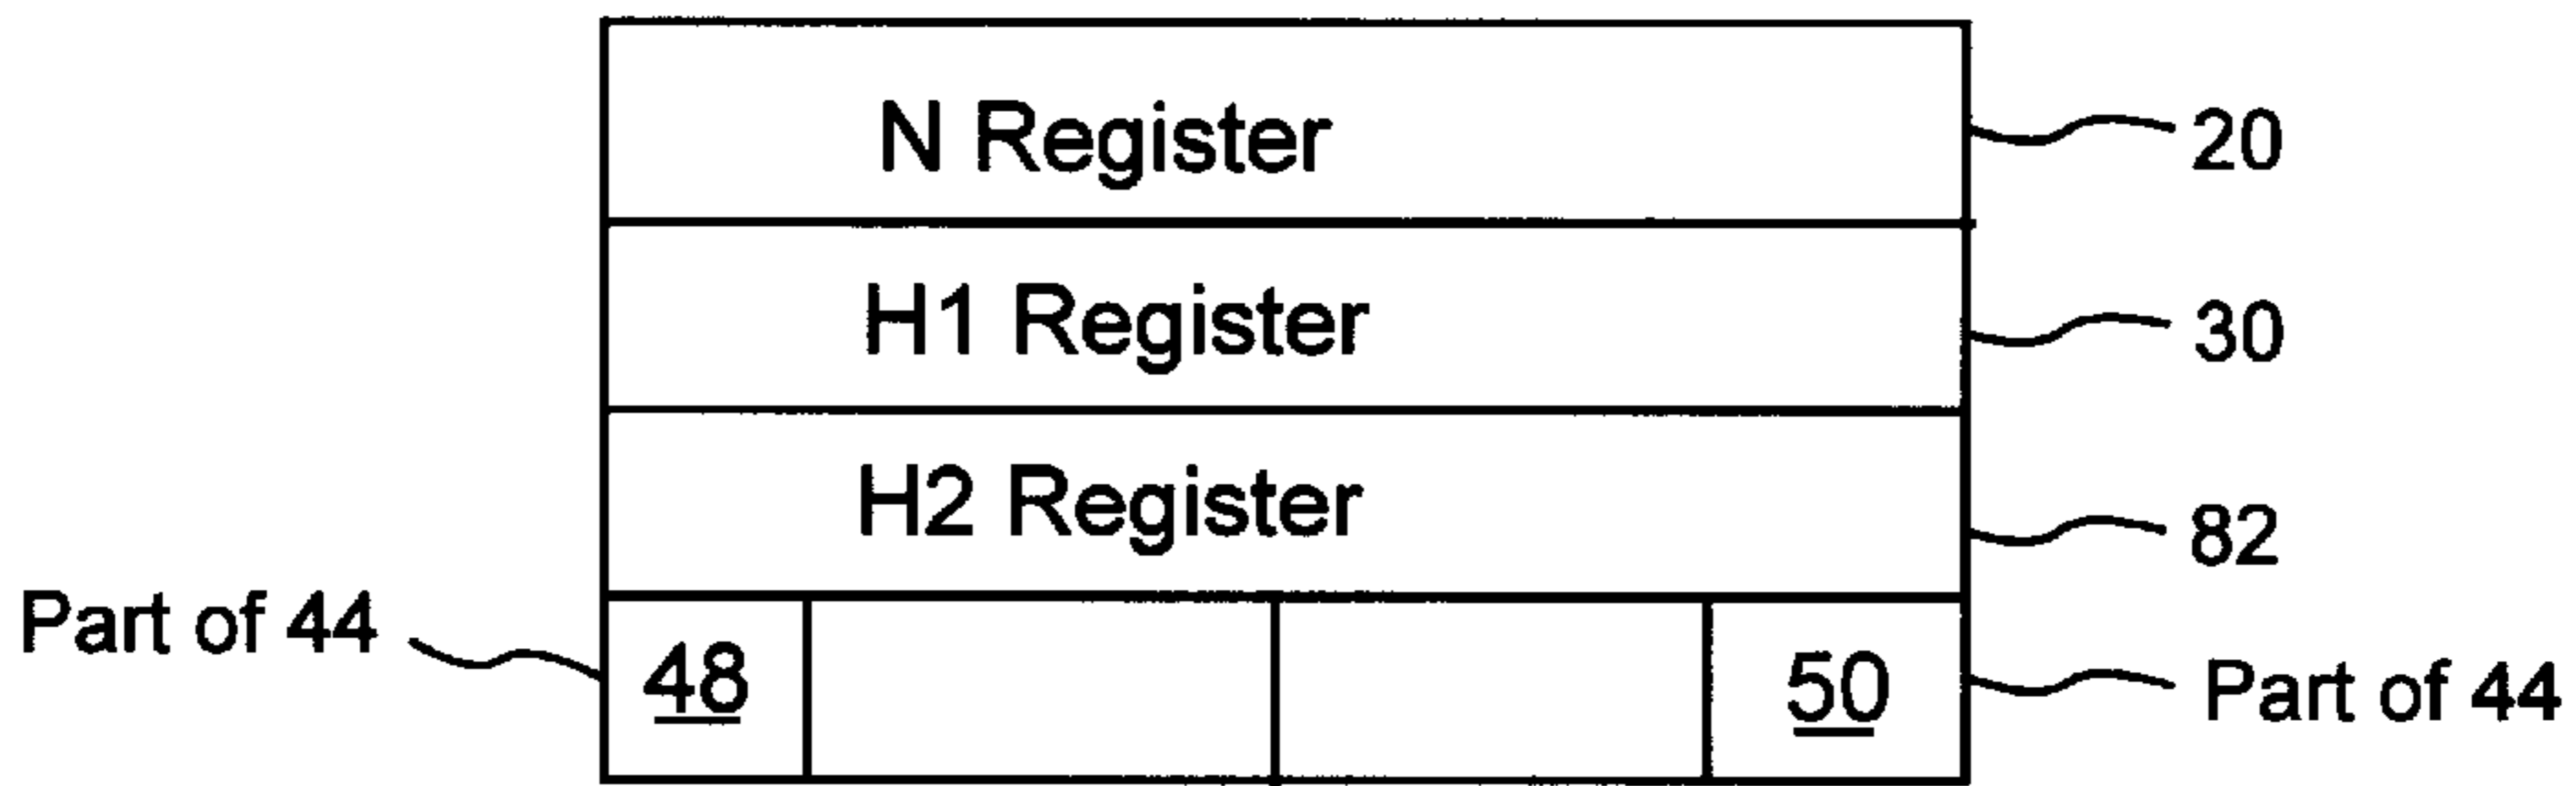 N Register
20
H1 Register
30
H2 Register
82
Part of 44
48
50
Part of 44